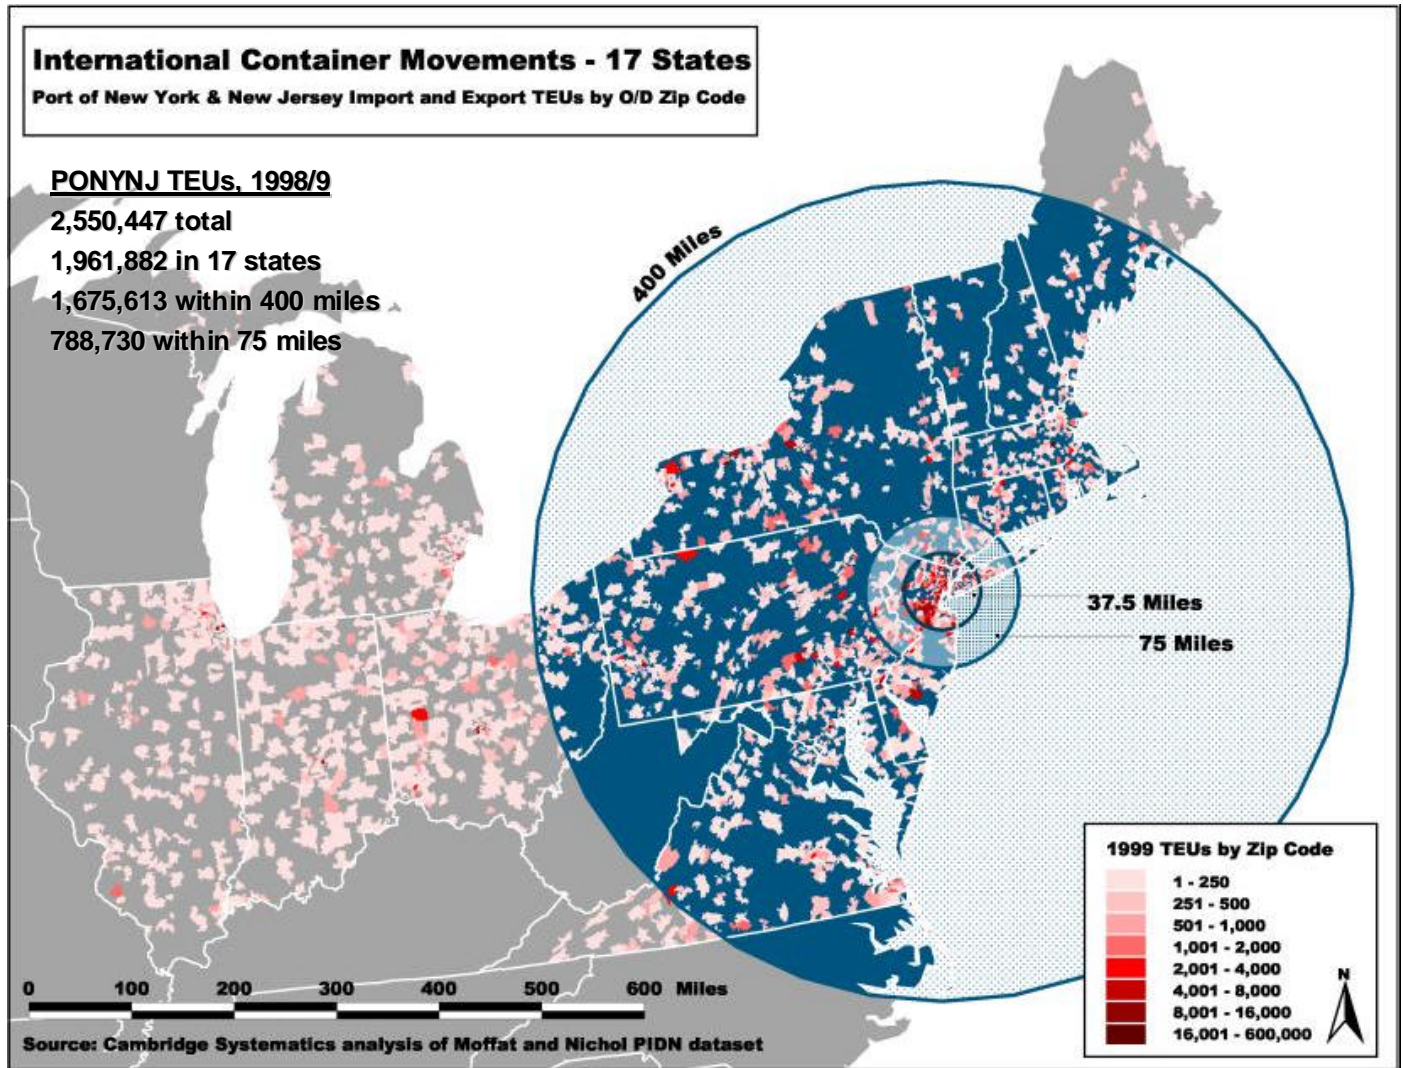 International Container Movements - 17 States
Port of New York & New Jersey Import and Export TEUs by O/D Zip Code
PONYNJ TEUs, 1998/9
2,550,447 total
1,961,882 in 17 states
1,675,613 within 400 miles
788,730 within 75 miles
400 Miles
37.5 Miles
75 Miles
1999 TEUs by Zip Code
1 - 250
251 - 500
501 - 1,000
1,001 - 2,000
2,001 - 4,000
4,001 - 8,000
8,001 - 16,000
16,001 - 600,000
N
0 100 200 300 400 500 600 Miles
Source: Cambridge Systematics analysis of Moffat and Nichol PIDN dataset